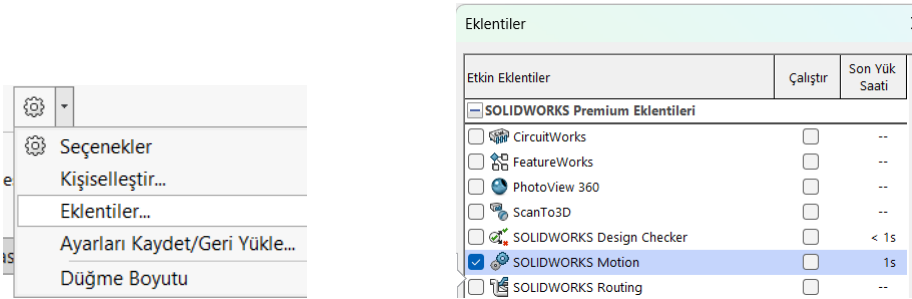 Seçenekler
Kişiselleştir...
Eklentiler...
Ayarları Kaydet/Geri Yükle...
Düğme Boyutu
Eklentiler
Etkin Eklentiler Çalıştır Son Yük Saati
SOLIDWORKS Premium Eklentileri
CircuitWorks --
FeatureWorks --
PhotoView 360 --
ScanTo3D --
SOLIDWORKS Design Checker < 1s
SOLIDWORKS Motion 1s
SOLIDWORKS Routing --